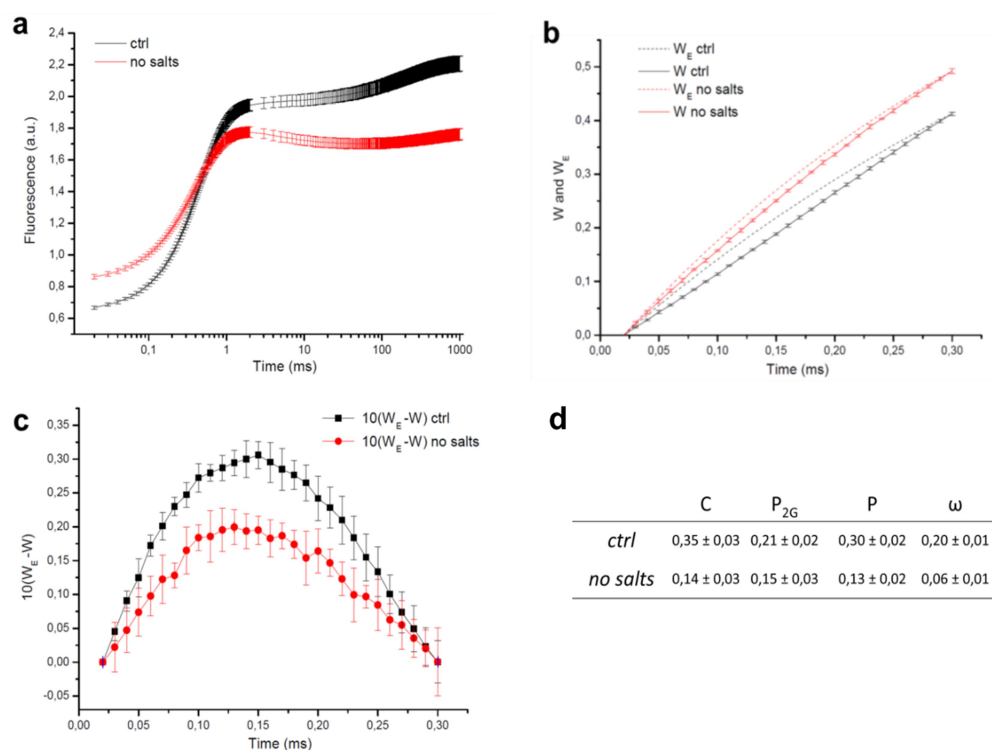 a
ctrl
no salts
2,4
2,2
2,0
1,8
1,6
1,4
1,2
1,0
0,8
0,6
Fluorescence (a.u.)
0,1 1 10 100 1000
Time (ms)
b
W_E ctrl
W ctrl
W_E no salts
W no salts
0,5
0,4
0,3
0,2
0,1
0,0
W and W_E
0,00 0,05 0,10 0,15 0,20 0,25 0,30
Time (ms)
c
10(W_E-W) ctrl
10(W_E-W) no salts
0,35
0,30
0,25
0,20
0,15
0,10
0,05
0,00
-0,05
10(W_E-W)
0,00 0,05 0,10 0,15 0,20 0,25 0,30
Time (ms)
d
C P_2G P ω
ctrl 0,35 ± 0,03 0,21 ± 0,02 0,30 ± 0,02 0,20 ± 0,01
no salts 0,14 ± 0,03 0,15 ± 0,03 0,13 ± 0,02 0,06 ± 0,01